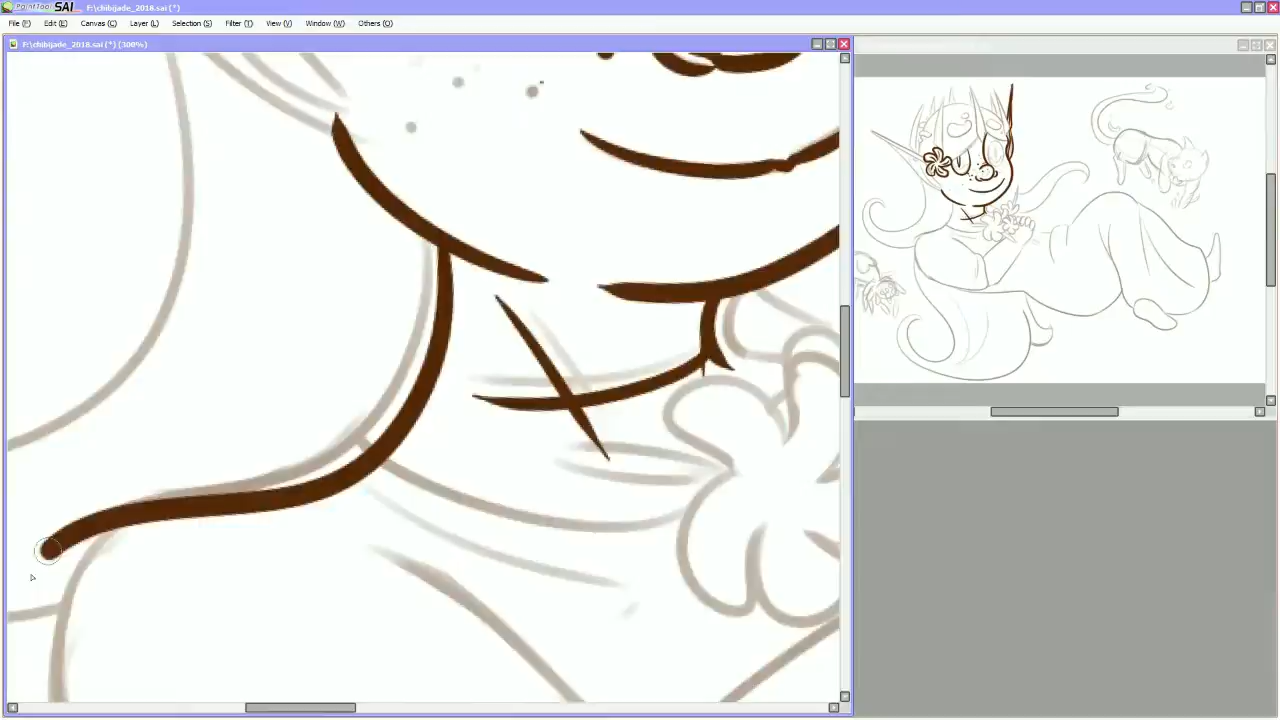 PaintTool SAI F:\chibijade_2018.sai (*)
File (F) Edit (E) Canvas (C) Layer (L) Selection (S) Filter (T) View (V) Window (W) Others (O)
F:\chibijade_2018.sai (*) (300%)